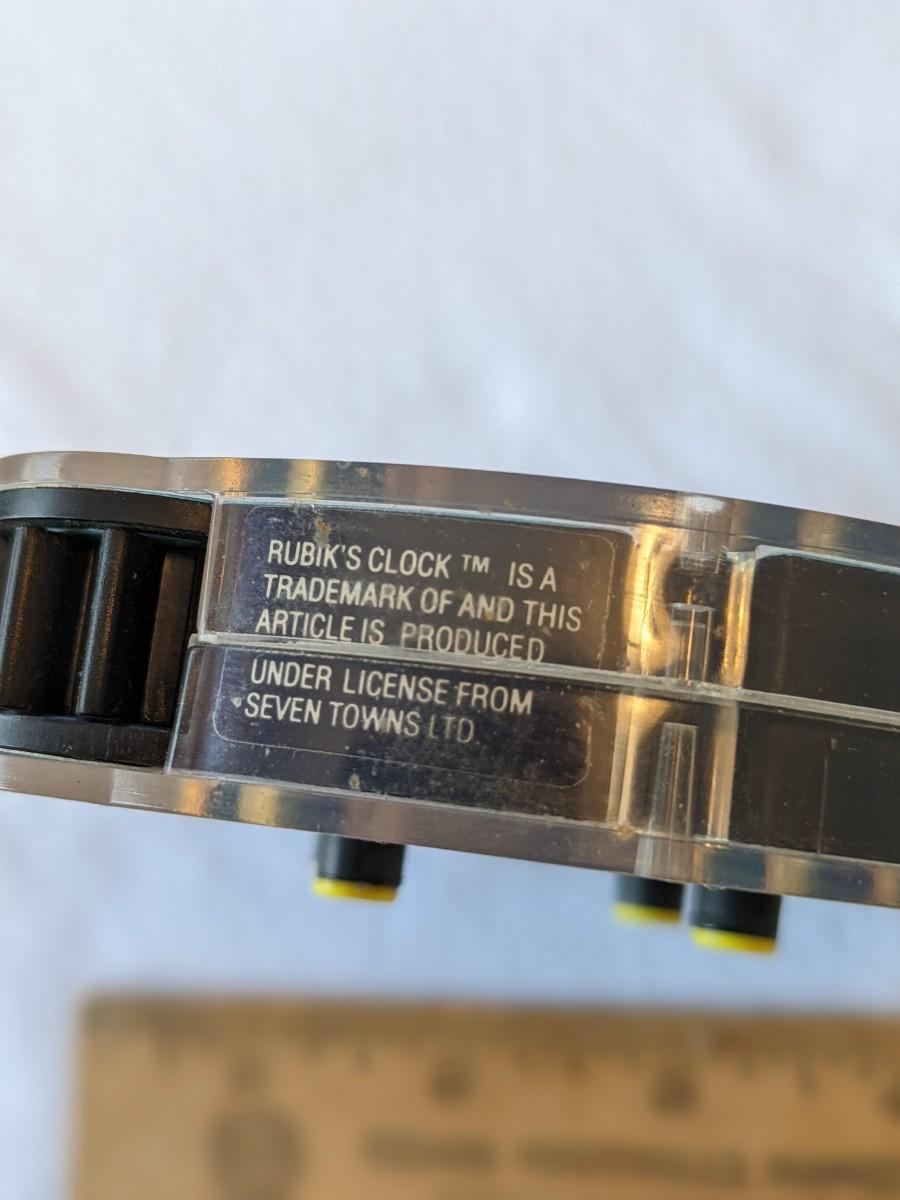 RUBIK'S CLOCK ™ IS A
TRADEMARK OF AND THIS
ARTICLE IS PRODUCED
UNDER LICENSE FROM
SEVEN TOWNS LTD